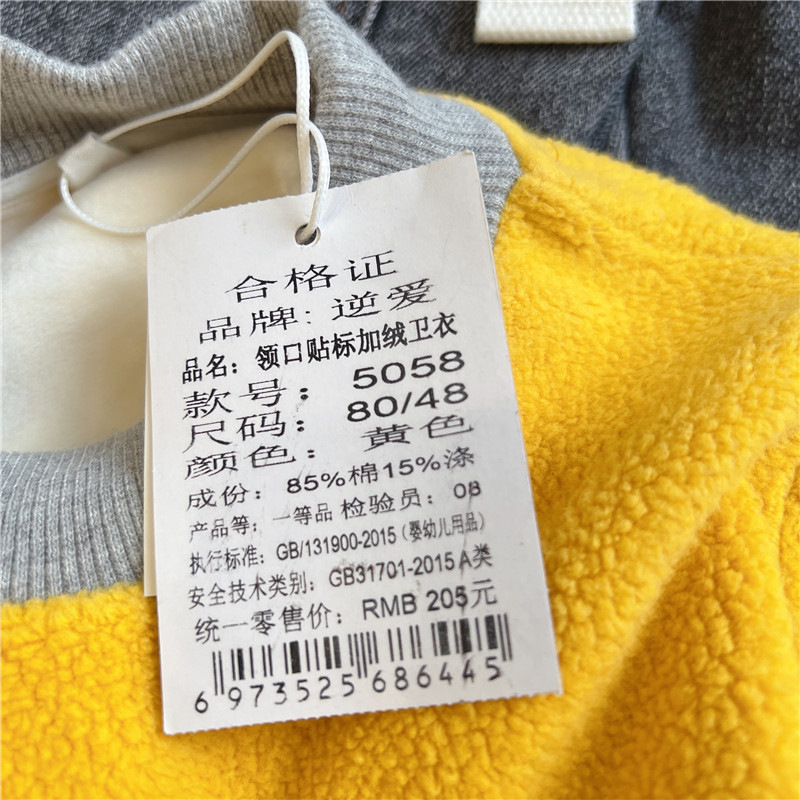 合格证
品牌: 逆爱
品名: 领口贴标加绒卫衣
款号: 5058
尺码: 80/48
颜色: 黄色
成份: 85%棉15%涤
产品等: 一等品 检验员: 08
执行标准: GB/131900-2015 (婴幼儿用品)
安全技术类别: GB31701-2015 A类
统一零售价: RMB 205元
6 973525 686445